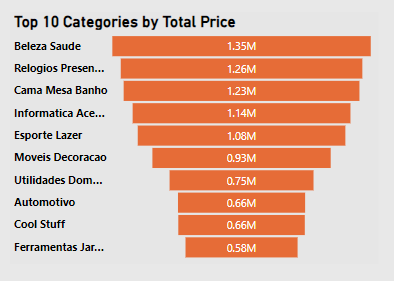 Top 10 Categories by Total Price
Beleza Saude 1.35M
Relogios Presen... 1.26M
Cama Mesa Banho 1.23M
Informatica Ace... 1.14M
Esporte Lazer 1.08M
Moveis Decoracao 0.93M
Utilidades Dom... 0.75M
Automotivo 0.66M
Cool Stuff 0.66M
Ferramentas Jar... 0.58M